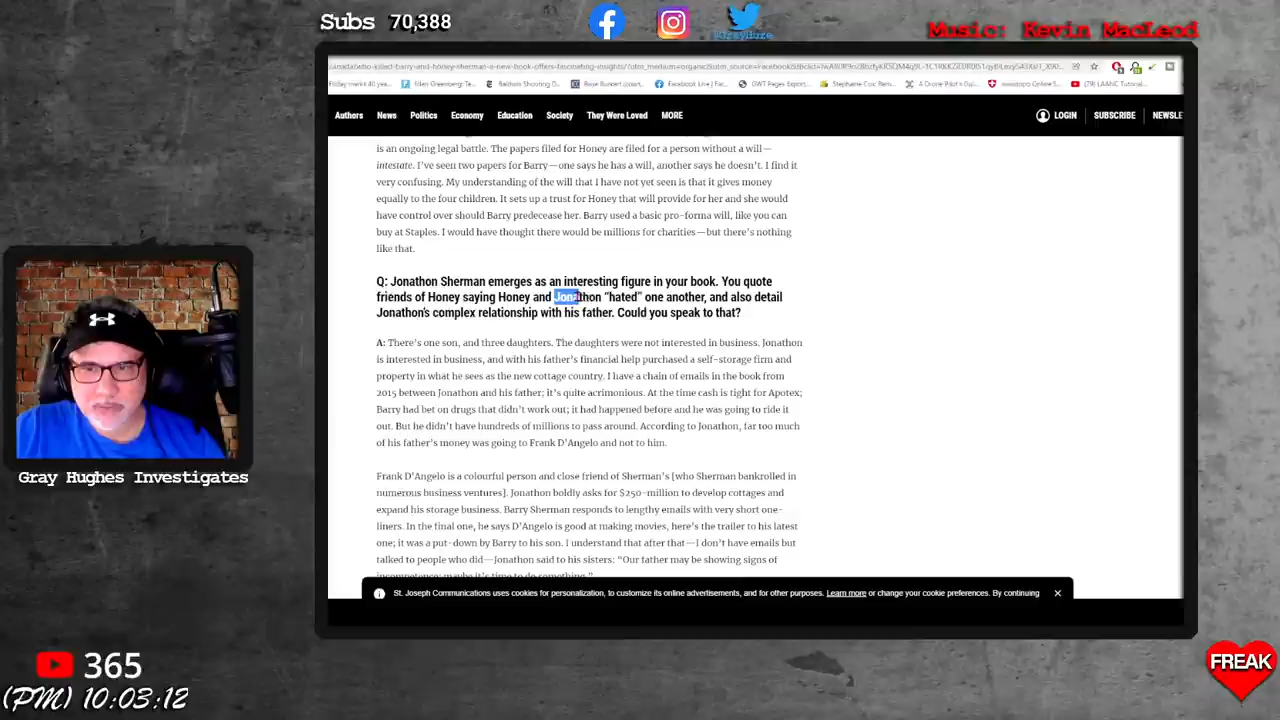 Subs 70,388
Music: Kevin MacLeod
Authors News Politics Economy Education Society They Were Loved MORE LOGIN SUBSCRIBE NEWSLE
is an ongoing legal battle. The papers filed for Honey are filed for a person without a will—
intestate. I've seen two papers for Barry—one says he has a will, another says he doesn't. I find it
very confusing. My understanding of the will that I have not yet seen is that it gives money
equally to the four children. It sets up a trust for Honey that will provide for her and she would
have control over should Barry predecease her. Barry used a basic pro-forma will, like you can
buy at Staples. I would have thought there would be millions for charities—but there's nothing
like that.
Q: Jonathon Sherman emerges as an interesting figure in your book. You quote
friends of Honey saying Honey and Jonathon “hated” one another, and also detail
Jonathon's complex relationship with his father. Could you speak to that?
A: There's one son, and three daughters. The daughters were not interested in business. Jonathon
is interested in business, and with his father's financial help purchased a self-storage firm and
property in what he sees as the new cottage country. I have a chain of emails in the book from
2015 between Jonathon and his father; it's quite acrimonious. At the time cash is tight for Apotex;
Barry had bet on drugs that didn't work out; it had happened before and he was going to ride it
out. But he didn't have hundreds of millions to pass around. According to Jonathon, far too much
of his father's money was going to Frank D'Angelo and not to him.
Frank D'Angelo is a colourful person and close friend of Sherman's [who Sherman bankrolled in
numerous business ventures]. Jonathon boldly asks for $250-million to develop cottages and
expand his storage business. Barry Sherman responds to lengthy emails with very short one-
liners. In the final one, he says D'Angelo is good at making movies, here's the trailer to his latest
one; it was a put-down by Barry to his son. I understand that after that—I don't have emails but
talked to people who did—Jonathon said to his sisters: “Our father may be showing signs of
incompetence; maybe it's time to do something.”
St. Joseph Communications uses cookies for personalization, to customize its online advertisements, and for other purposes. Learn more or change your cookie preferences. By continuing
Gray Hughes Investigates
365
(PM) 10:03:12
FREAK